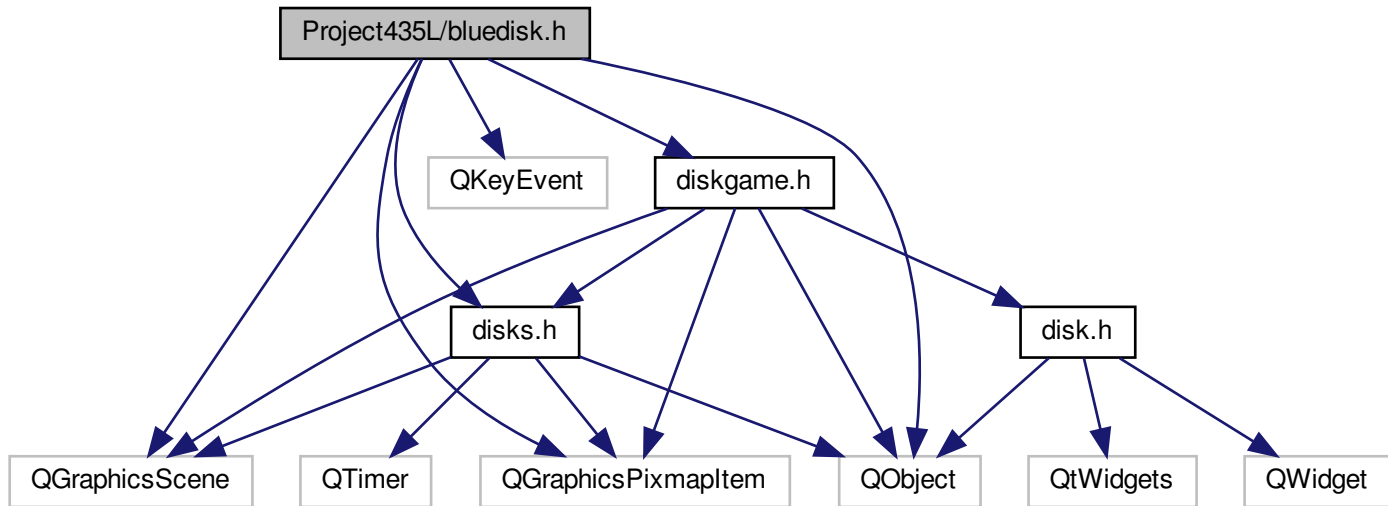 Project435L/bluedisk.h
QKeyEvent
diskgame.h
disks.h
disk.h
QGraphicsScene
QTimer
QGraphicsPixmapItem
QObject
QtWidgets
QWidget